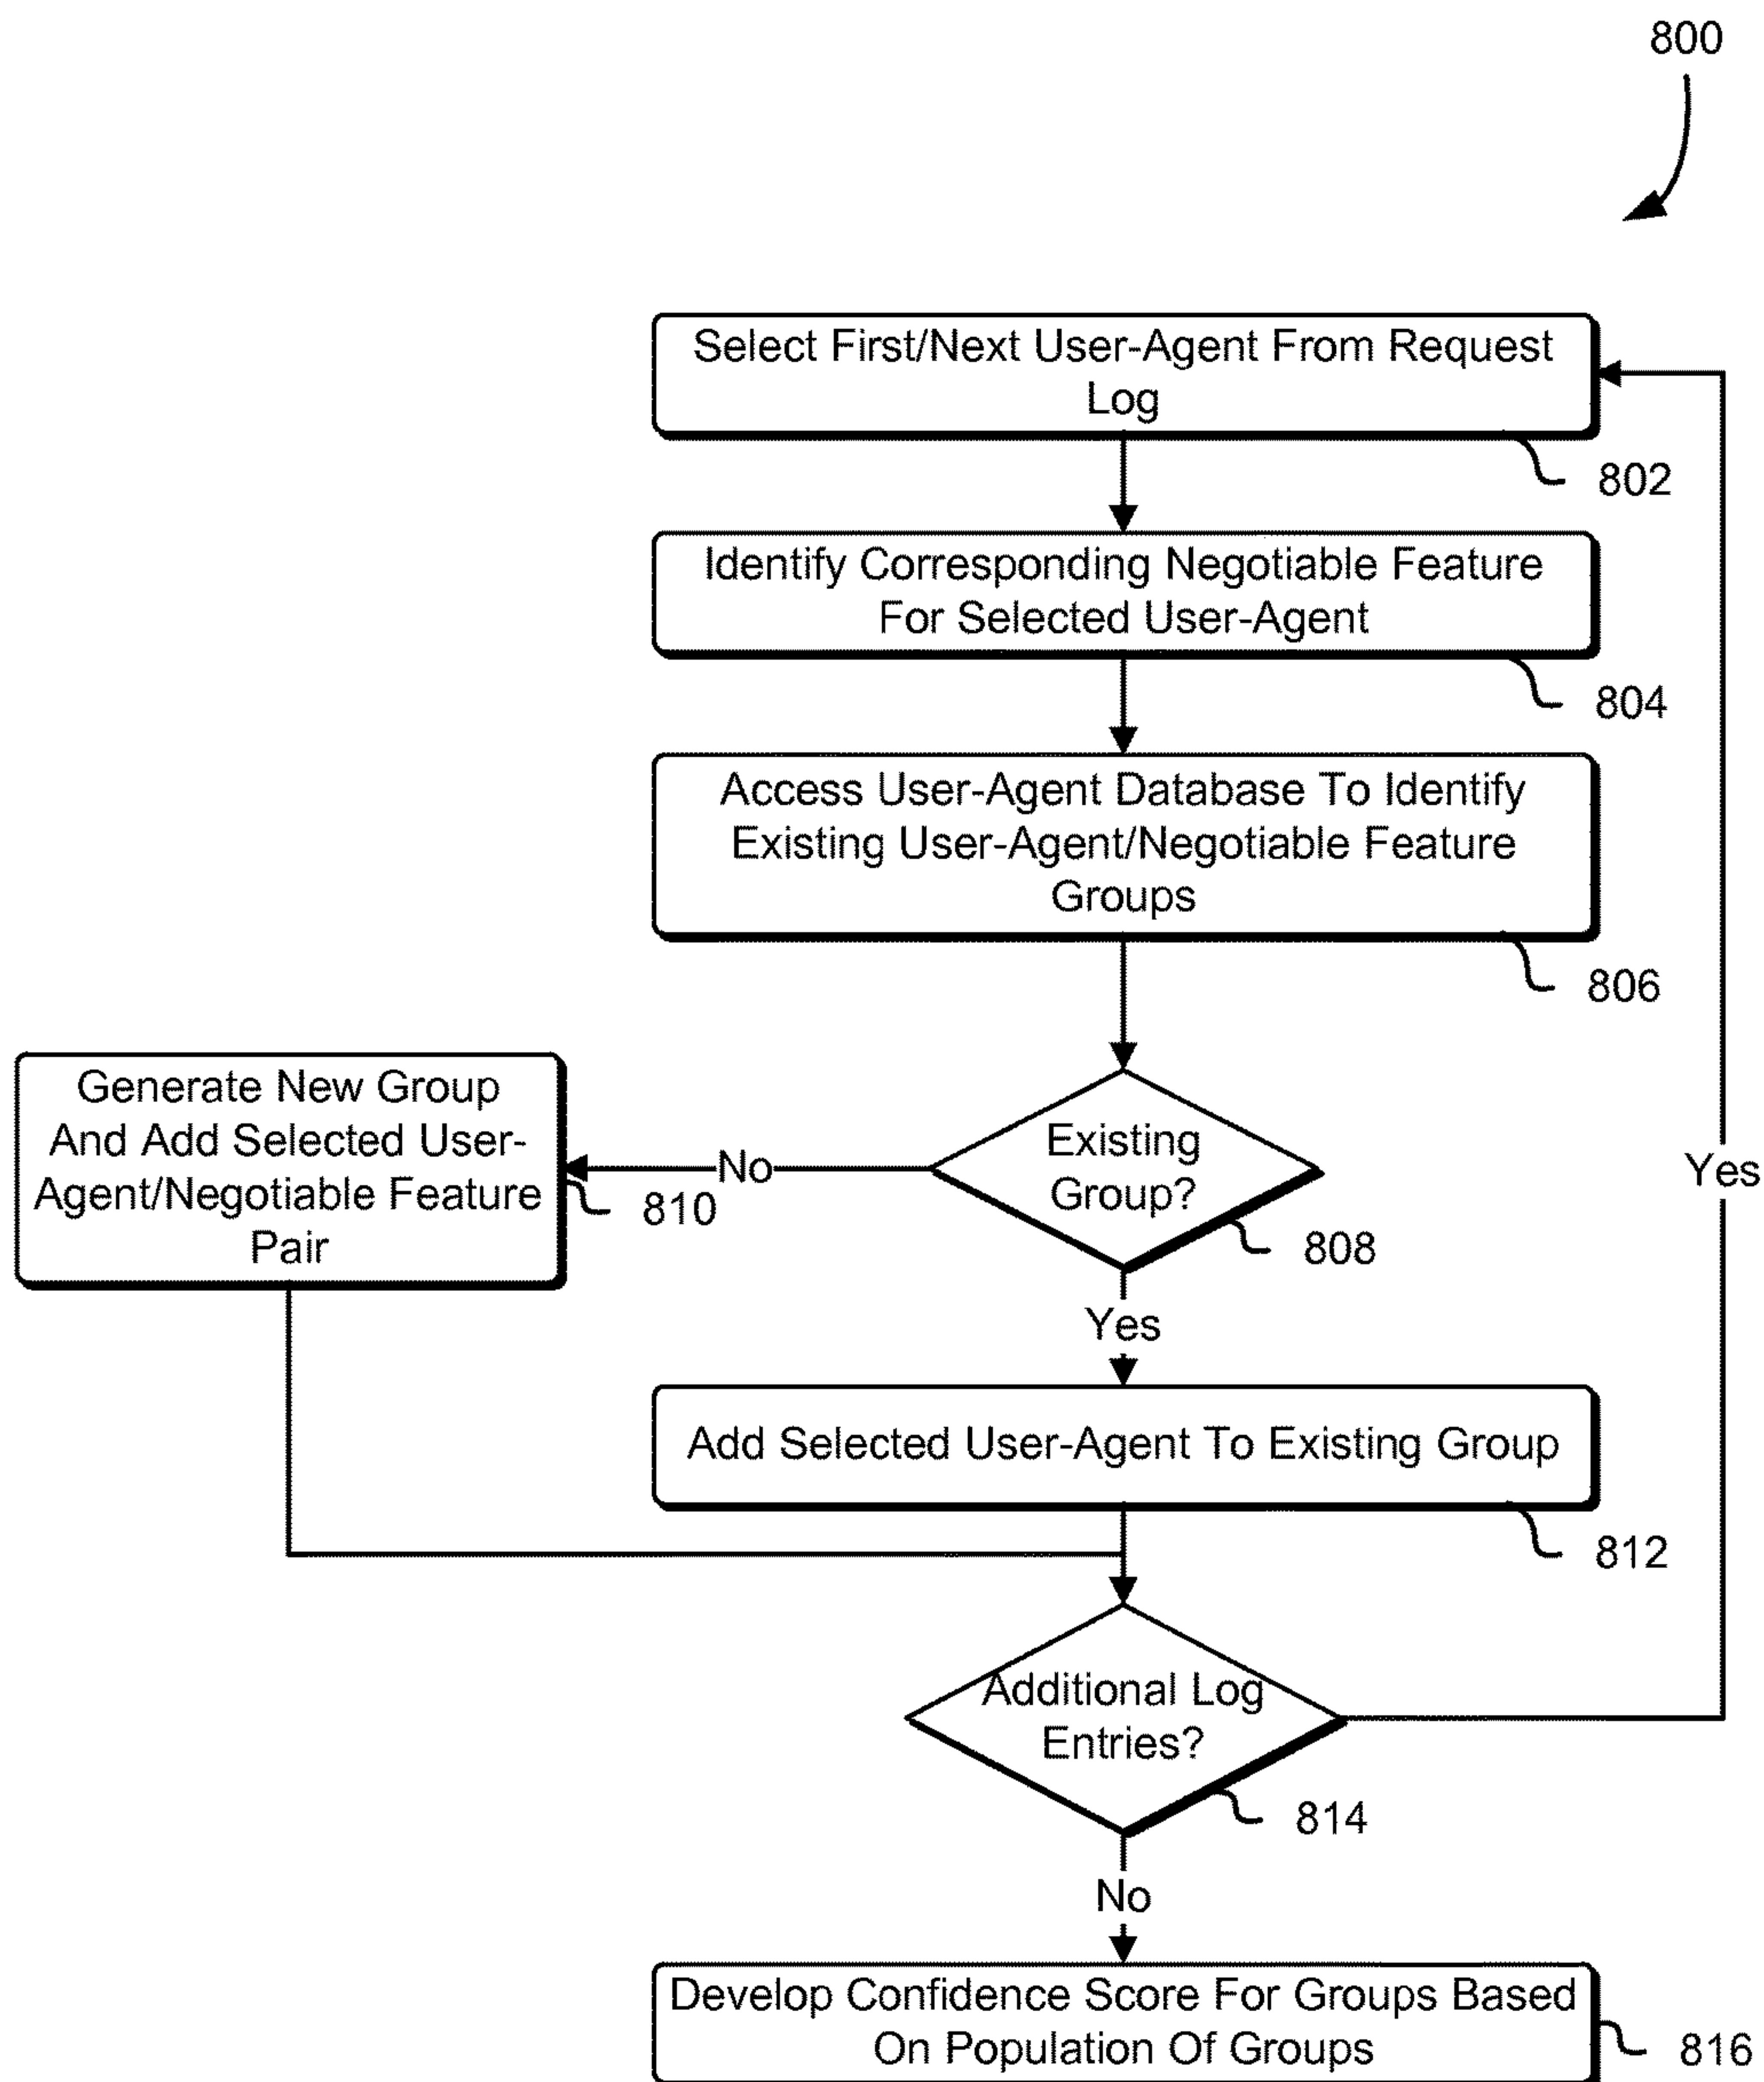 800
Select First/Next User-Agent From Request
Log
802
Identify Corresponding Negotiable Feature
For Selected User-Agent
804
Access User-Agent Database To Identify
Existing User-Agent/Negotiable Feature
Groups
806
Generate New Group
And Add Selected User-
Agent/Negotiable Feature
Pair
810
No
Existing
Group?
808
Yes
Yes
Add Selected User-Agent To Existing Group
812
Additional Log
Entries?
814
No
Develop Confidence Score For Groups Based
On Population Of Groups
816